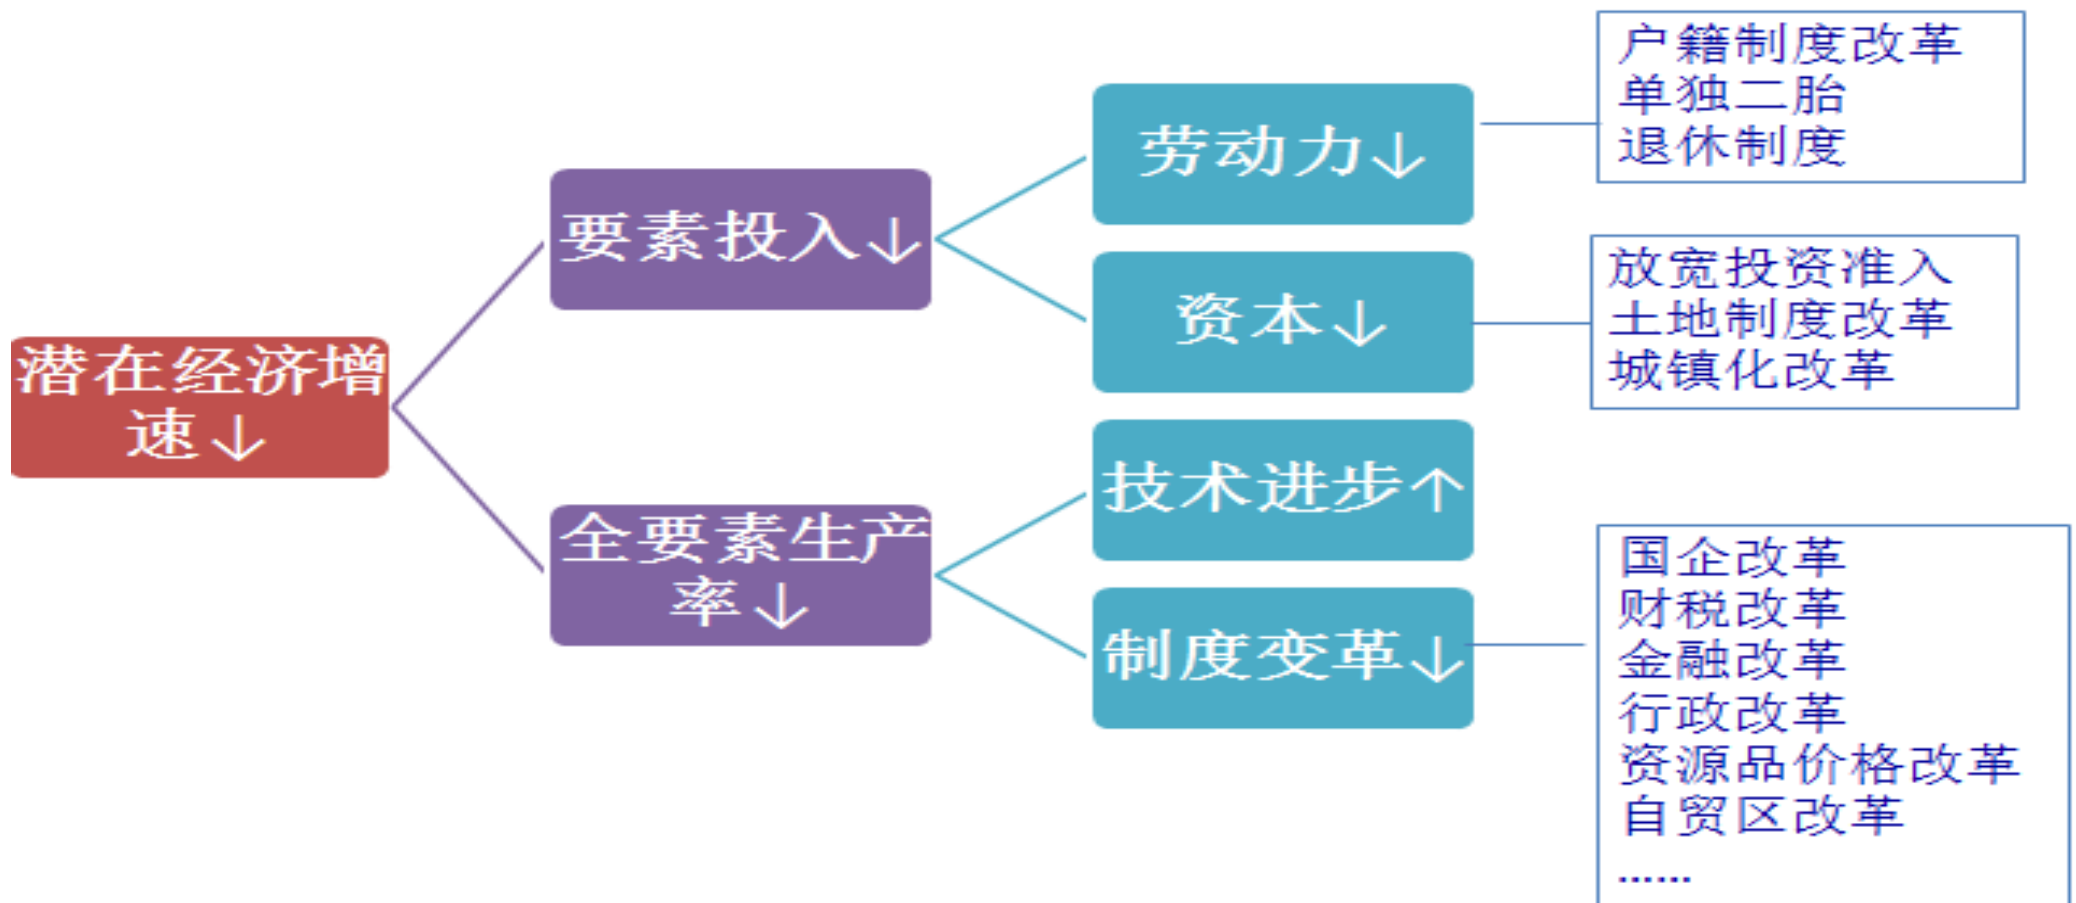 潜在经济增
速↓
要素投入↓
全要素生产
率↓
劳动力↓
资本↓
技术进步↑
制度变革↓
户籍制度改革
单独二胎
退休制度
放宽投资准入
土地制度改革
城镇化改革
国企改革
财税改革
金融改革
行政改革
资源品价格改革
自贸区改革
……